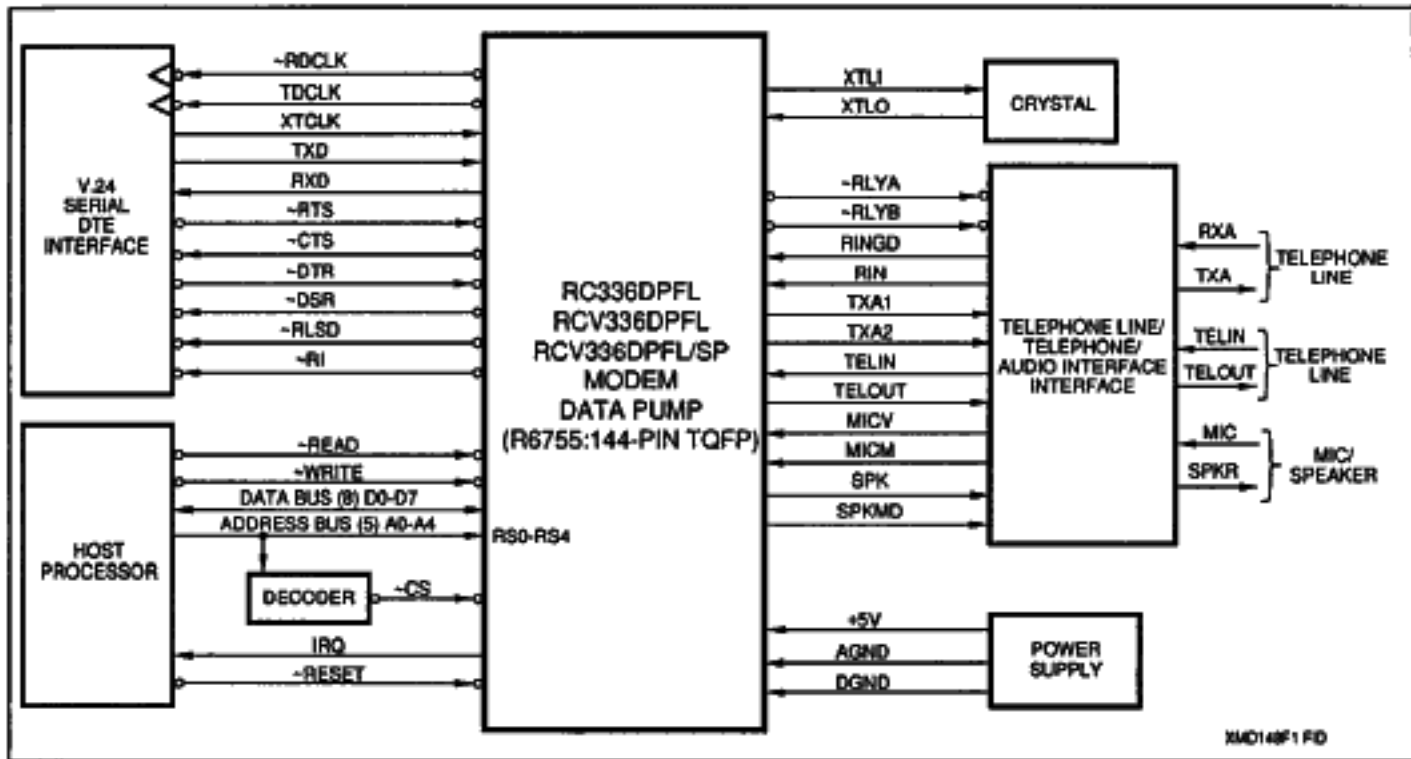 ~RDCLK
TDCLK
XTCLK
TXD
RXD
~RTS
~CTS
~DTR
~DSR
~RLSD
~RI
V.24
SERIAL
DTE
INTERFACE
~READ
~WRITE
DATA BUS (8) D0-D7
ADDRESS BUS (5) A0-A4
RS0-RS4
HOST
PROCESSOR
DECODER
~CS
IRQ
~RESET
RC336DPFL
RCV336DPFL
RCV336DPFL/SP
MODEM
DATA PUMP
(R6755:144-PIN TQFP)
XTLI
XTLO
CRYSTAL
~RLYA
~RLYB
RINGD
RIN
TXA1
TXA2
TELIN
TELOUT
MICV
MICM
SPK
SPKMD
TELEPHONE LINE/
TELEPHONE/
AUDIO INTERFACE
INTERFACE
RXA
TXA
TELEPHONE
LINE
TELIN
TELOUT
TELEPHONE
LINE
MIC
SPKR
MIC/
SPEAKER
+5V
AGND
DGND
POWER
SUPPLY
XMD148F1 FID